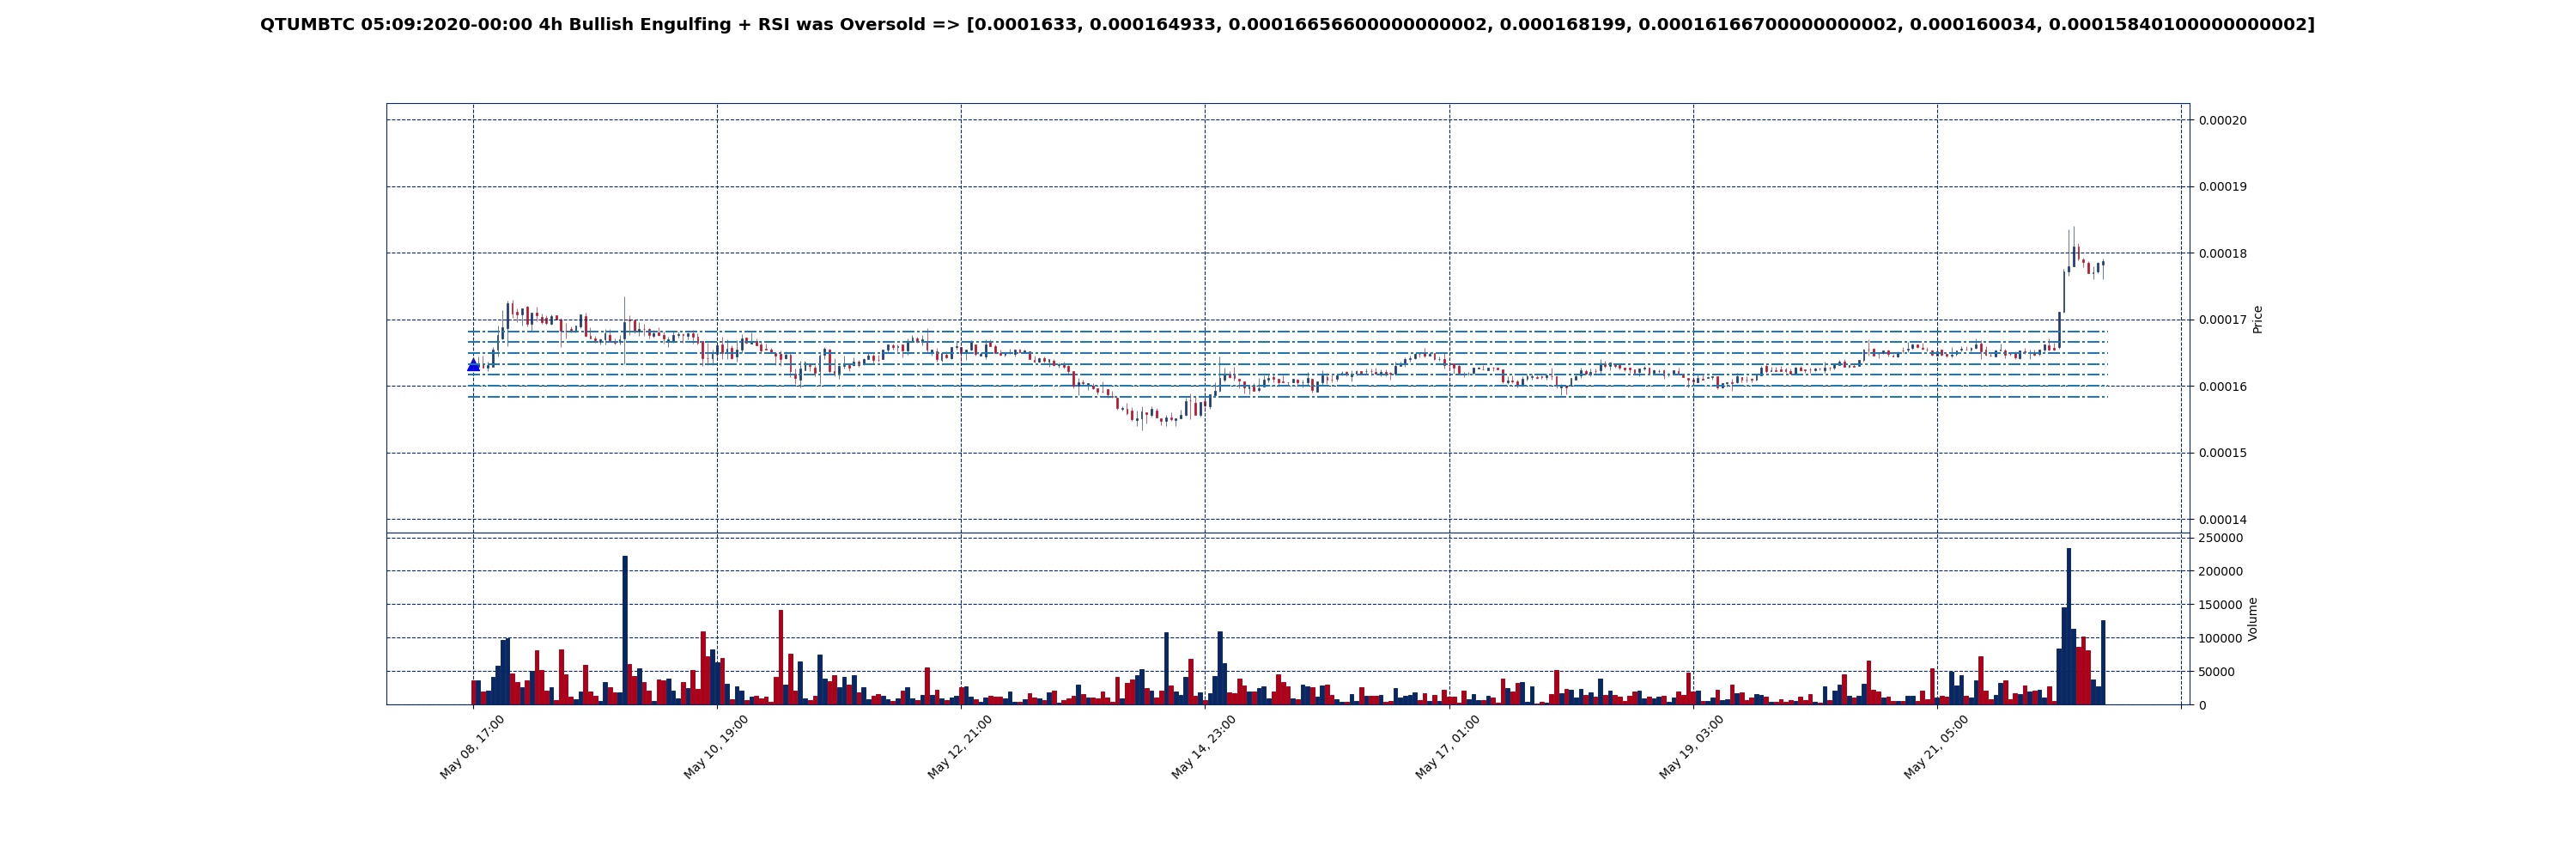 QTUMBTC 05:09:2020-00:00 4h Bullish Engulfing + RSI was Oversold => [0.0001633, 0.000164933, 0.00016656600000000002, 0.000168199, 0.00016166700000000002, 0.000160034, 0.00015840100000000002]
0.00020
0.00019
0.00018
0.00017
0.00016
0.00015
0.00014
Price
250000
200000
150000
100000
50000
0
Volume
May 08, 17:00
May 10, 19:00
May 12, 21:00
May 14, 23:00
May 17, 01:00
May 19, 03:00
May 21, 05:00